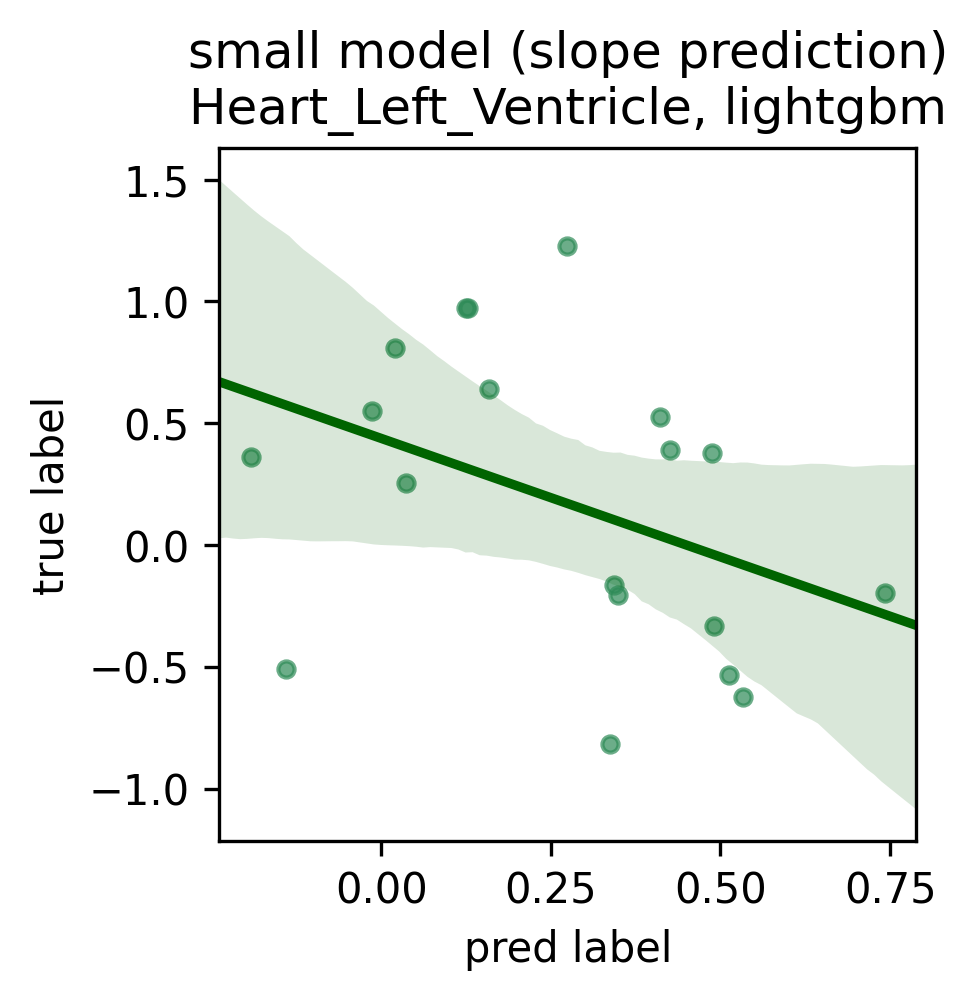 small model (slope prediction)
Heart_Left_Ventricle, lightgbm
1.5
1.0
0.5
0.0
−0.5
−1.0
true label
0.00 0.25 0.50 0.75
pred label